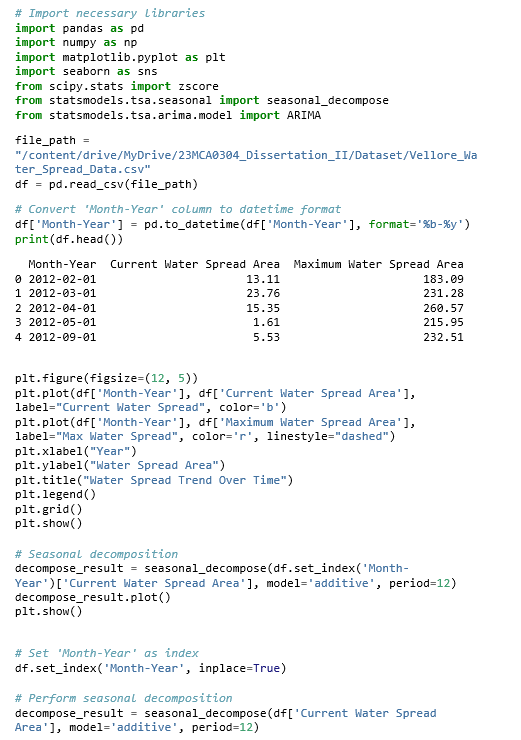 # Import necessary libraries
import pandas as pd
import numpy as np
import matplotlib.pyplot as plt
import seaborn as sns
from scipy.stats import zscore
from statsmodels.tsa.seasonal import seasonal_decompose
from statsmodels.tsa.arima.model import ARIMA
file_path =
"/content/drive/MyDrive/23MCA0304_Dissertation_II/Dataset/Vellore_Wa
ter_Spread_Data.csv"
df = pd.read_csv(file_path)
# Convert 'Month-Year' column to datetime format
df['Month-Year'] = pd.to_datetime(df['Month-Year'], format='%b-%y')
print(df.head())
Month-Year Current Water Spread Area Maximum Water Spread Area
0 2012-02-01 13.11 183.09
1 2012-03-01 23.76 231.28
2 2012-04-01 15.35 260.57
3 2012-05-01 1.61 215.95
4 2012-09-01 5.53 232.51
plt.figure(figsize=(12, 5))
plt.plot(df['Month-Year'], df['Current Water Spread Area'],
label="Current Water Spread", color='b')
plt.plot(df['Month-Year'], df['Maximum Water Spread Area'],
label="Max Water Spread", color='r', linestyle="dashed")
plt.xlabel("Year")
plt.ylabel("Water Spread Area")
plt.title("Water Spread Trend Over Time")
plt.legend()
plt.grid()
plt.show()
# Seasonal decomposition
decompose_result = seasonal_decompose(df.set_index('Month-
Year')['Current Water Spread Area'], model='additive', period=12)
decompose_result.plot()
plt.show()
# Set 'Month-Year' as index
df.set_index('Month-Year', inplace=True)
# Perform seasonal decomposition
decompose_result = seasonal_decompose(df['Current Water Spread
Area'], model='additive', period=12)